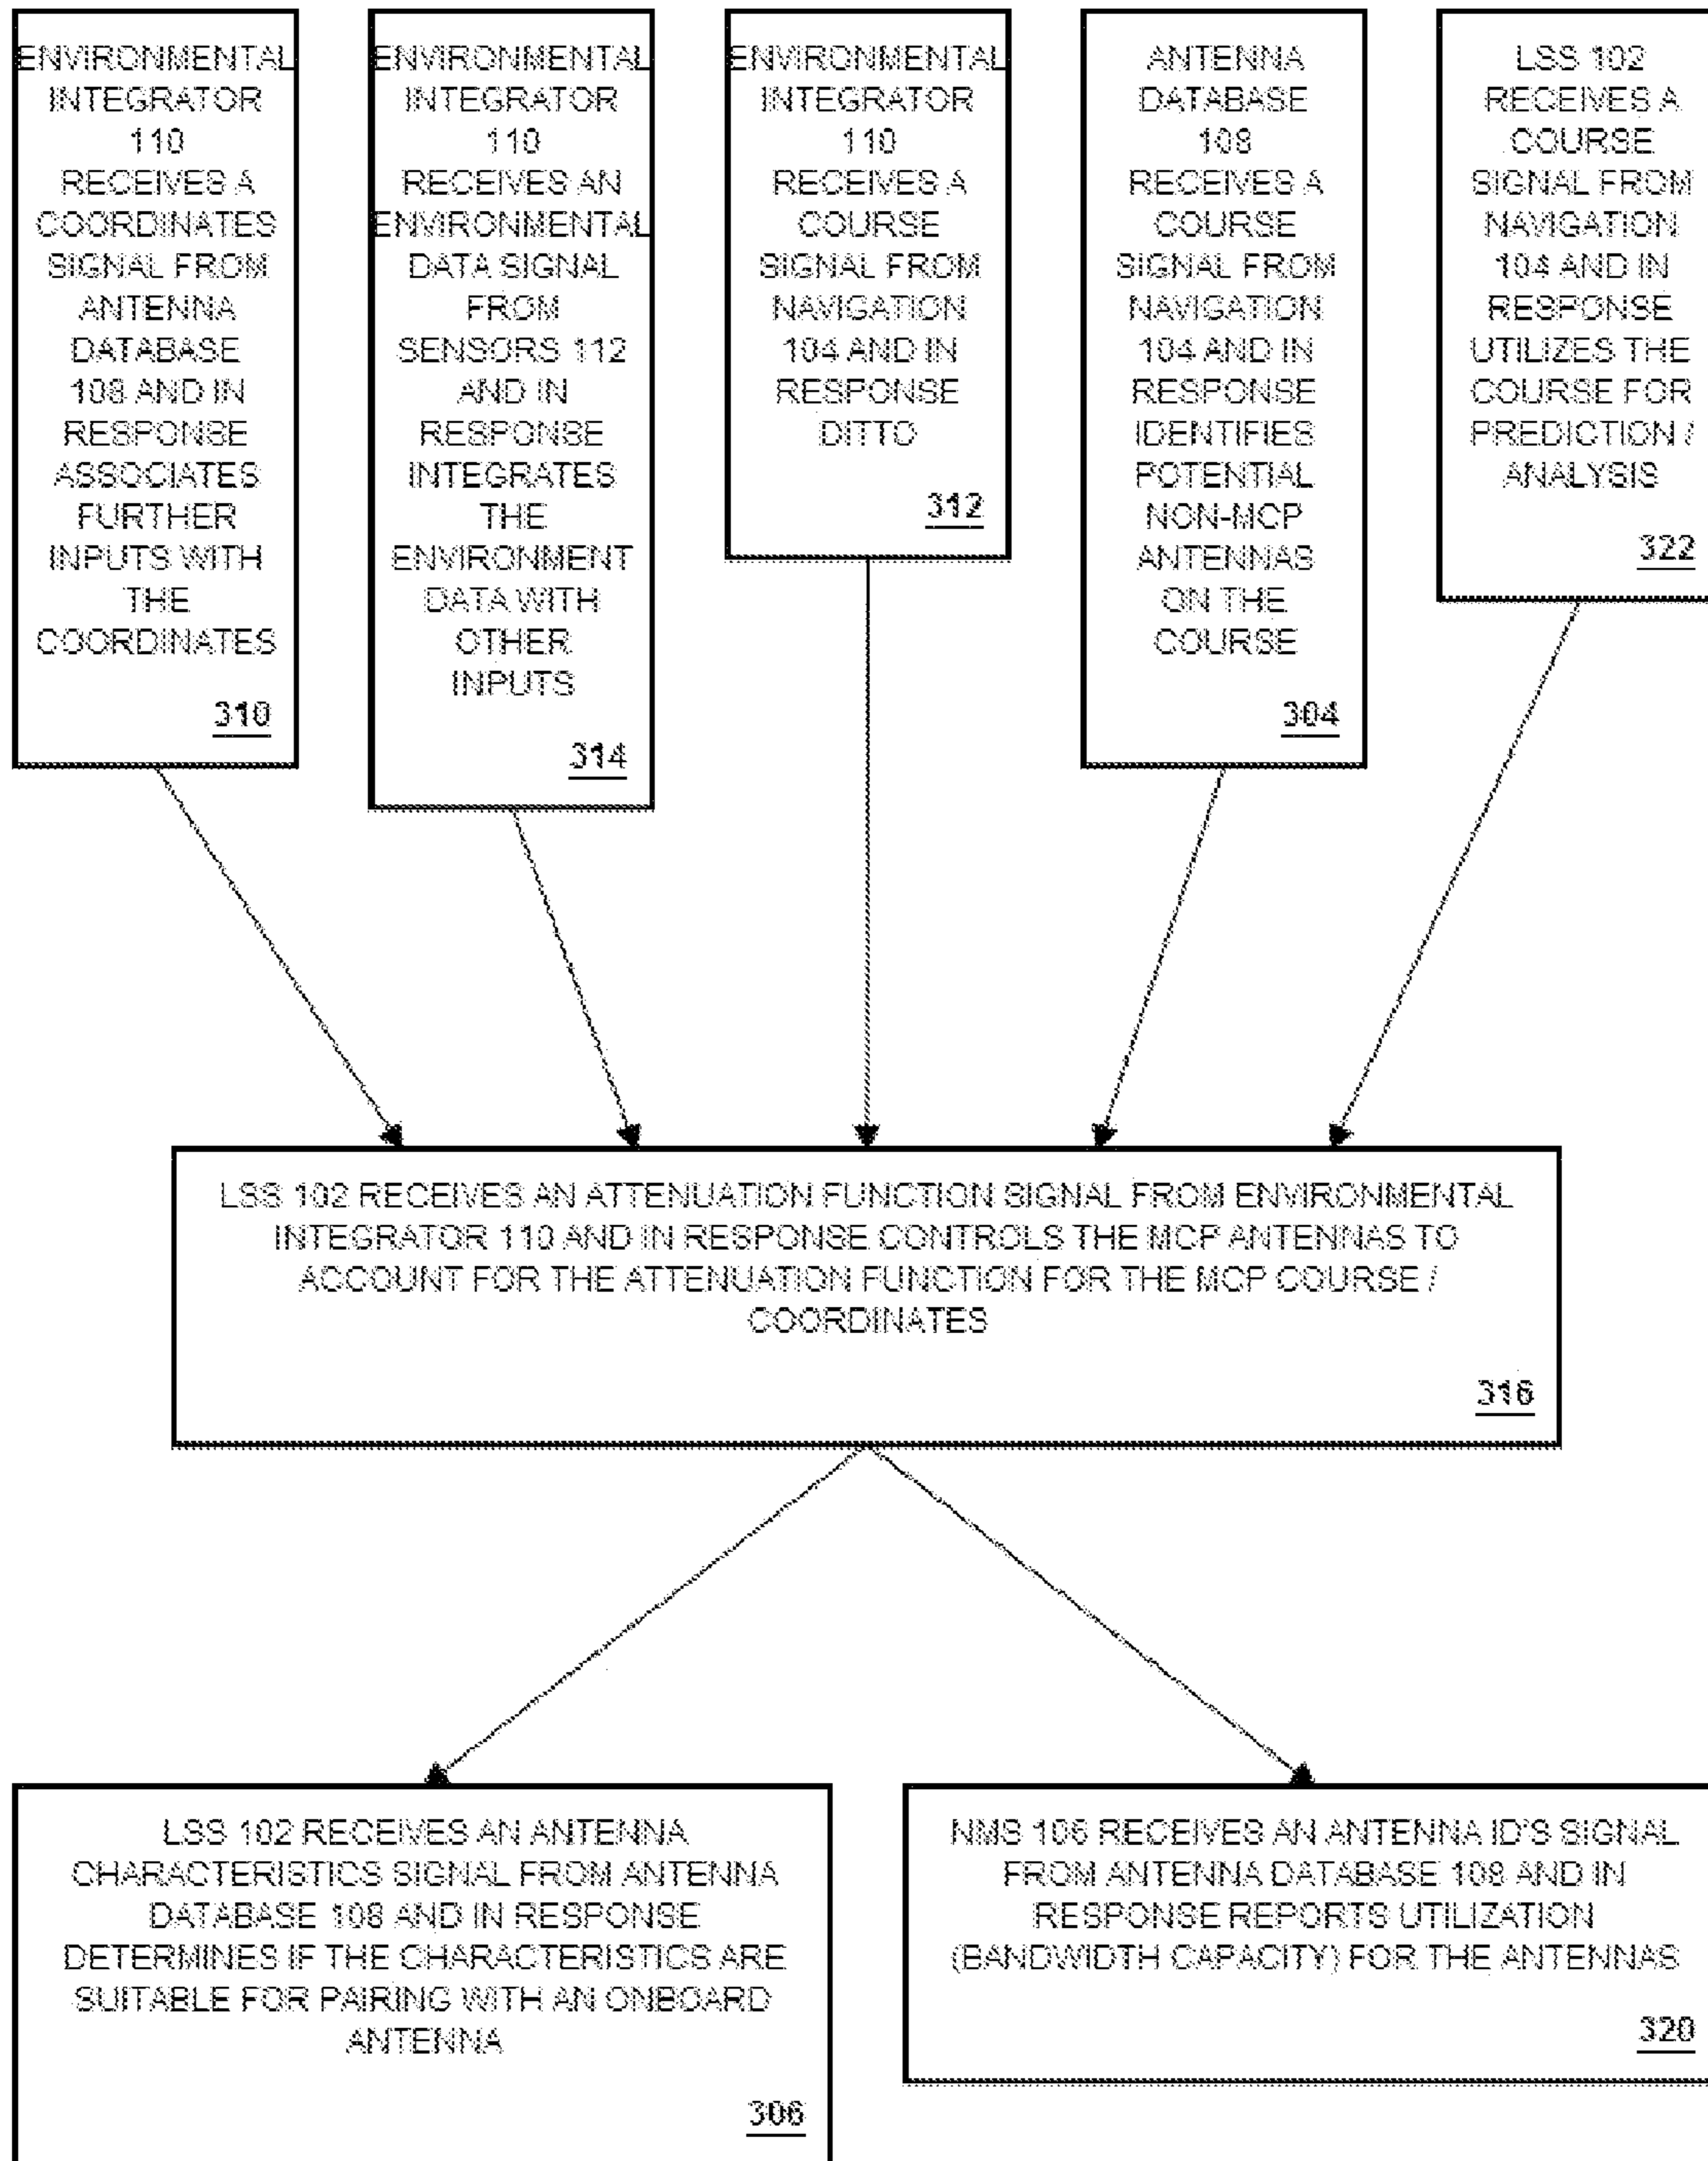 ENVIRONMENTAL
INTEGRATOR
110
RECEIVES A
COORDINATES
SIGNAL FROM
ANTENNA
DATABASE
108 AND IN
RESPONSE
ASSOCIATES
FURTHER
INPUTS WITH
THE
COORDINATES
310
ENVIRONMENTAL
INTEGRATOR
110
RECEIVES AN
ENVIRONMENTAL
DATA SIGNAL
FROM
SENSORS 112
AND IN
RESPONSE
INTEGRATES
THE
ENVIRONMENT
DATA WITH
OTHER
INPUTS
314
ENVIRONMENTAL
INTEGRATOR
110
RECEIVES A
COURSE
SIGNAL FROM
NAVIGATION
104 AND IN
RESPONSE
DITTO
312
ANTENNA
DATABASE
108
RECEIVES A
COURSE
SIGNAL FROM
NAVIGATION
104 AND IN
RESPONSE
IDENTIFIES
POTENTIAL
NON-MCP
ANTENNAS
ON THE
COURSE
304
LSS 102
RECEIVES A
COURSE
SIGNAL FROM
NAVIGATION
104 AND IN
RESPONSE
UTILIZES THE
COURSE FOR
PREDICTION /
ANALYSIS
322
LSS 102 RECEIVES AN ATTENUATION FUNCTION SIGNAL FROM ENVIRONMENTAL
INTEGRATOR 110 AND IN RESPONSE CONTROLS THE MCP ANTENNAS TO
ACCOUNT FOR THE ATTENUATION FUNCTION FOR THE MCP COURSE /
COORDINATES
316
LSS 102 RECEIVES AN ANTENNA
CHARACTERISTICS SIGNAL FROM ANTENNA
DATABASE 108 AND IN RESPONSE
DETERMINES IF THE CHARACTERISTICS ARE
SUITABLE FOR PAIRING WITH AN ONBOARD
ANTENNA
306
NMS 106 RECEIVES AN ANTENNA ID'S SIGNAL
FROM ANTENNA DATABASE 108 AND IN
RESPONSE REPORTS UTILIZATION
(BANDWIDTH CAPACITY) FOR THE ANTENNAS
320